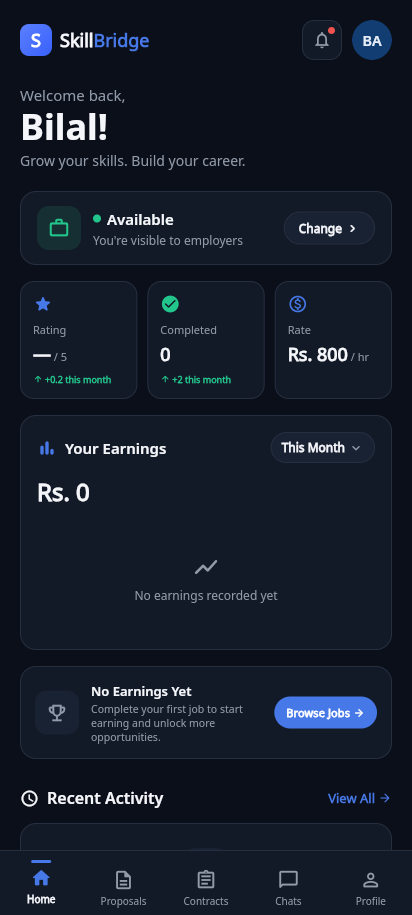 S SkillBridge
BA
Welcome back,
Bilal!
Grow your skills. Build your career.
Available
You're visible to employers
Change
Rating
— / 5
+0.2 this month
Completed
0
+2 this month
Rate
Rs. 800 / hr
Your Earnings
This Month
Rs. 0
No earnings recorded yet
No Earnings Yet
Complete your first job to start
earning and unlock more
opportunities.
Browse Jobs →
Recent Activity
View All →
Home
Proposals
Contracts
Chats
Profile